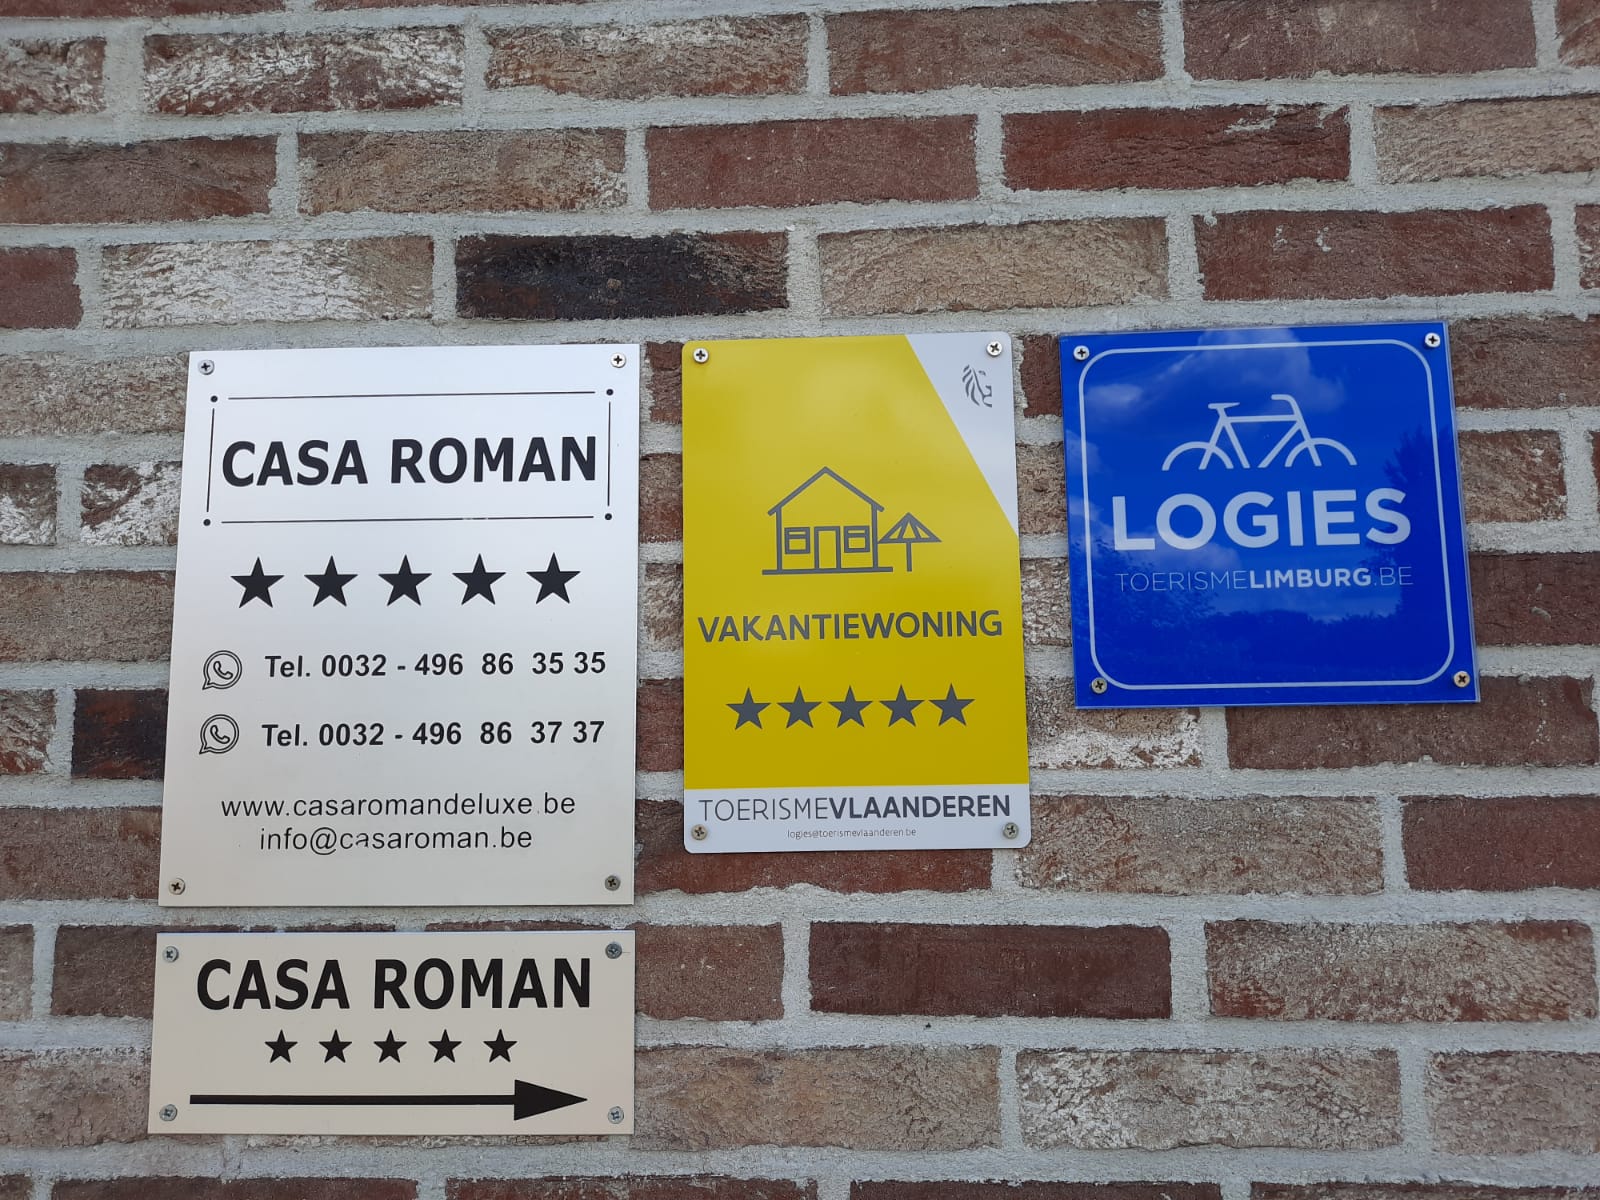 CASA ROMAN
Tel. 0032 - 496 86 35 35
Tel. 0032 - 496 86 37 37
www.casaromandeluxe.be
info@casaroman.be
CASA ROMAN
VAKANTIEWONING
TOERISMEVLAANDEREN
logies@toerismevlaanderen.be
LOGIES
TOERISMELIMBURG.BE